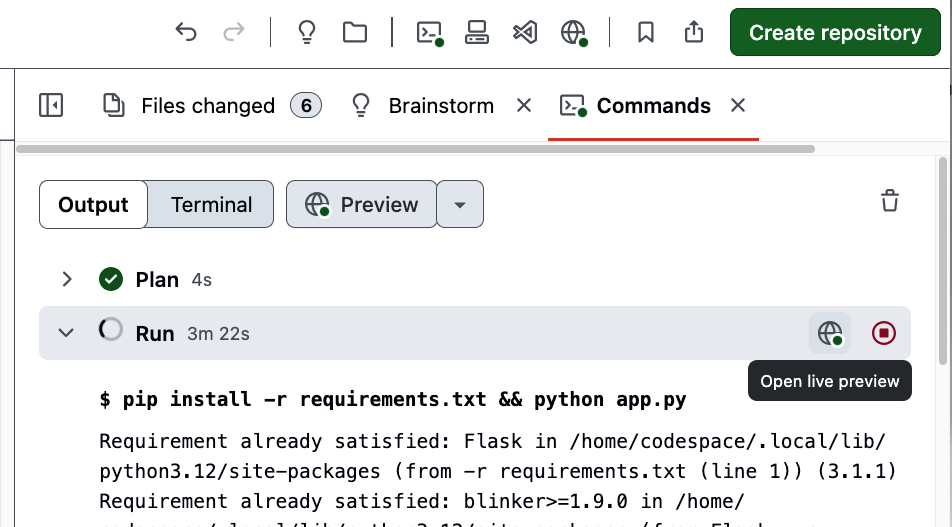 Create repository
Files changed 6 Brainstorm Commands
Output Terminal Preview
Plan 4s
Run 3m 22s
Open live preview
$ pip install -r requirements.txt && python app.py
Requirement already satisfied: Flask in /home/codespace/.local/lib/
python3.12/site-packages (from -r requirements.txt (line 1)) (3.1.1)
Requirement already satisfied: blinker>=1.9.0 in /home/